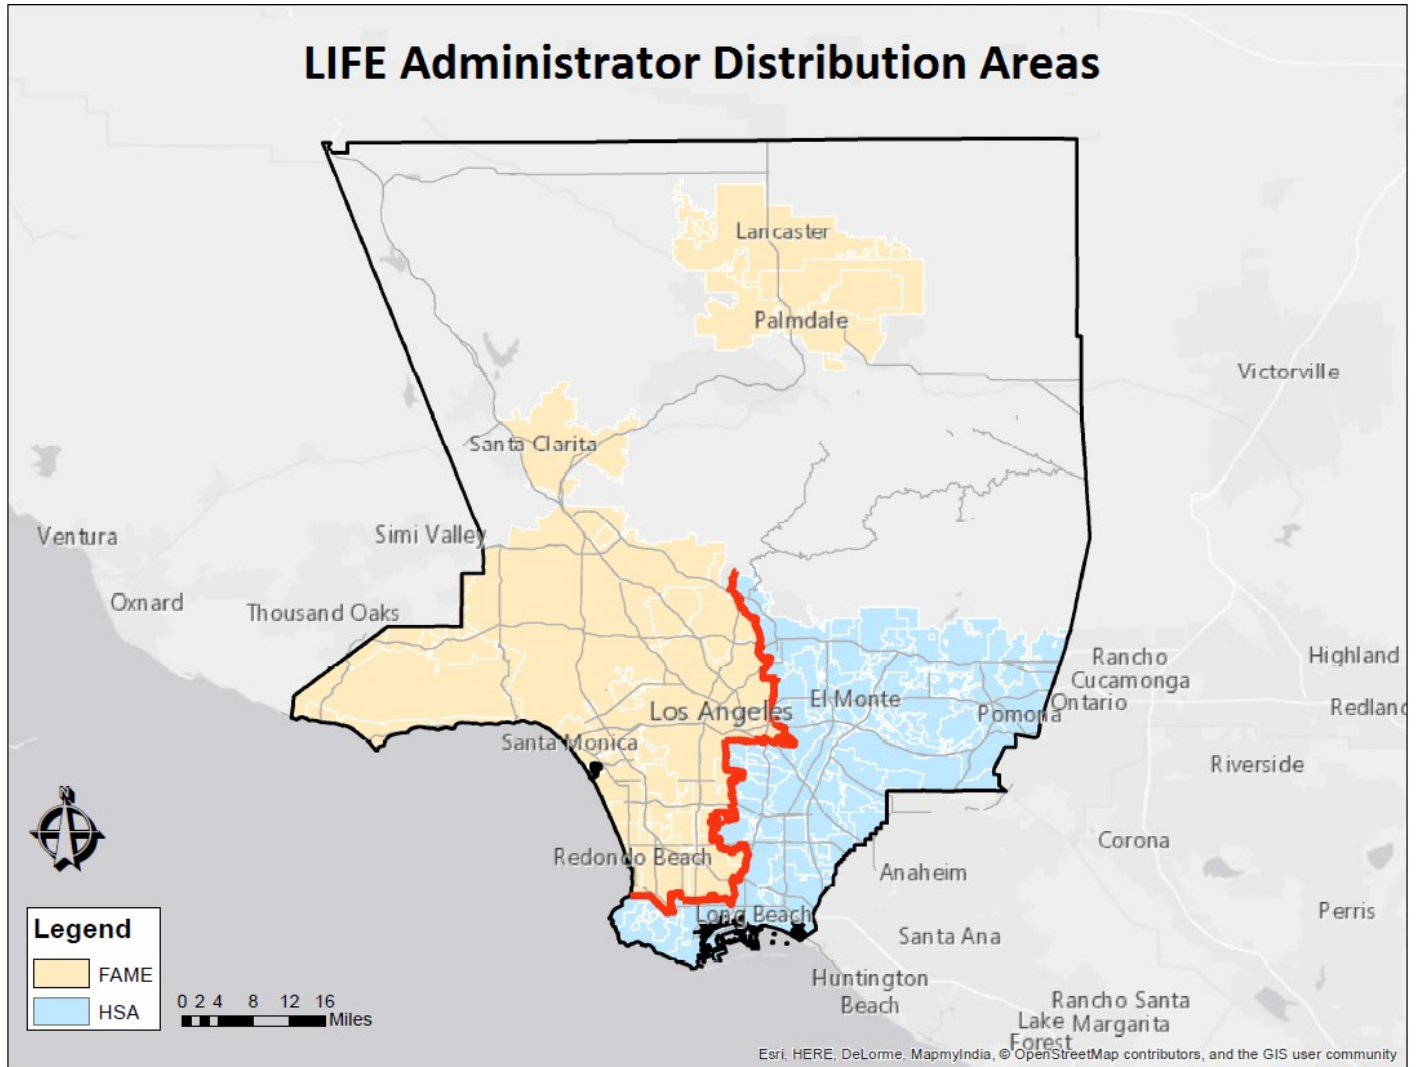 LIFE Administrator Distribution Areas
Lancaster
Palmdale
Victorville
Santa Clarita
Ventura
Simi Valley
Oxnard
Thousand Oaks
Rancho
Cucamonga
Highland
El Monte
Ontario
Los Angeles
Pomona
Redland
Santa Monica
Riverside
N
Corona
Redondo Beach
Anaheim
Long Beach
Perris
Santa Ana
Legend
FAME
HSA
0 2 4 8 12 16
Miles
Huntington
Beach
Rancho Santa
Margarita
Lake
Forest
Esri, HERE, DeLorme, MapmyIndia, © OpenStreetMap contributors, and the GIS user community